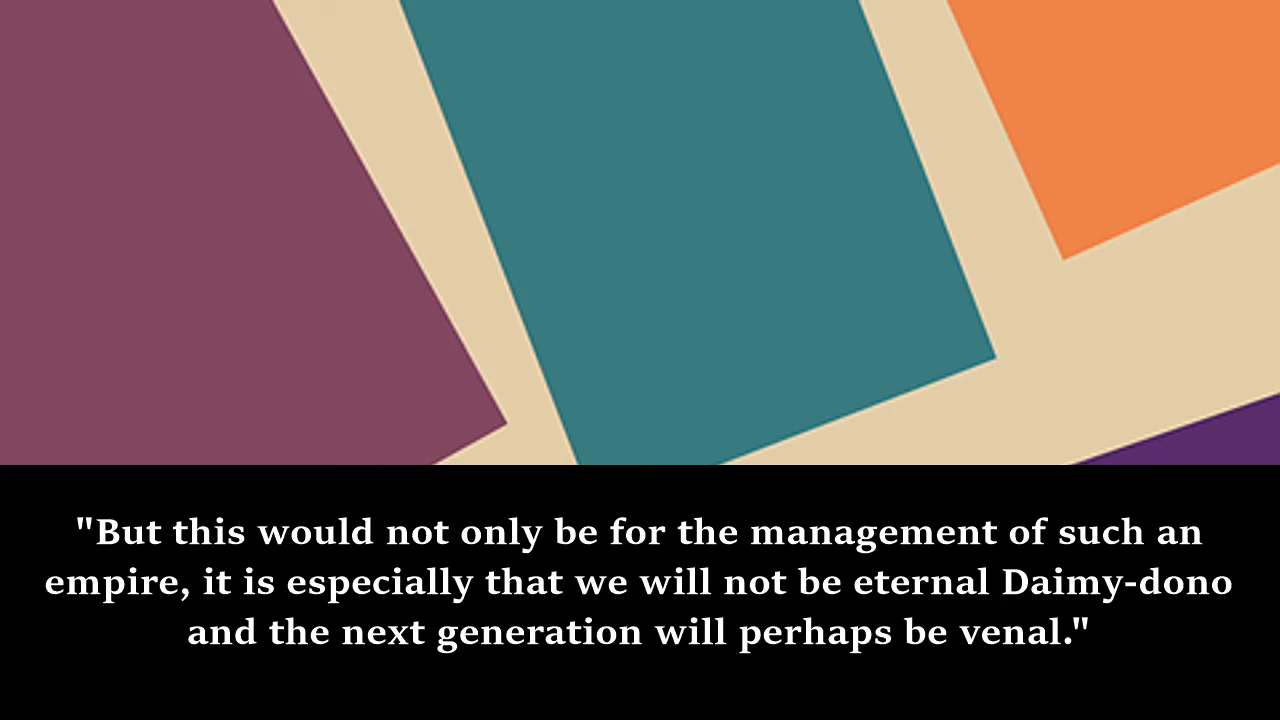 "But this would not only be for the management of such an
empire, it is especially that we will not be eternal Daimy-dono
and the next generation will perhaps be venal."